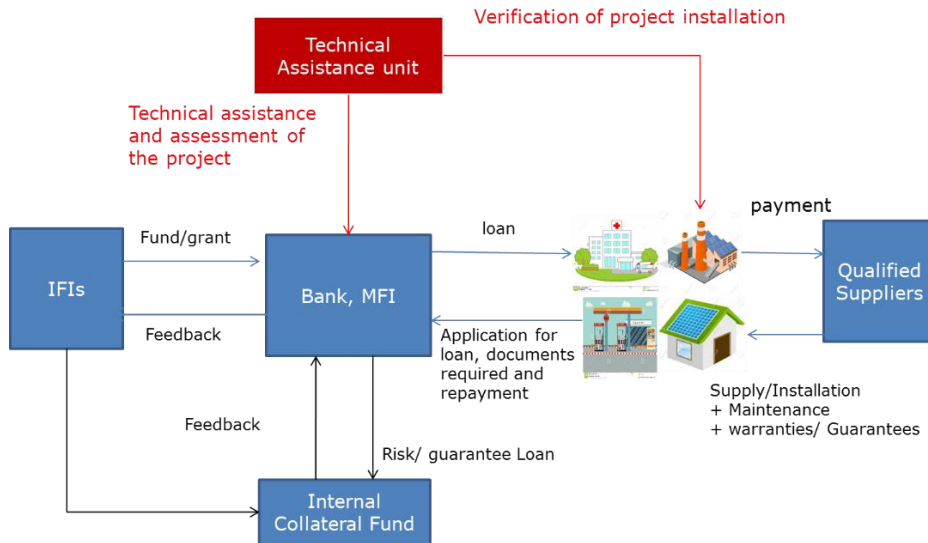 Verification of project installation
Technical
Assistance unit
Technical assistance
and assessment of
the project
payment
Fund/grant
loan
IFIs
Bank, MFI
Qualified
Suppliers
Feedback
Application for
loan, documents
required and
repayment
Supply/Installation
+ Maintenance
+ warranties/ Guarantees
Feedback
Risk/ guarantee Loan
Internal
Collateral Fund